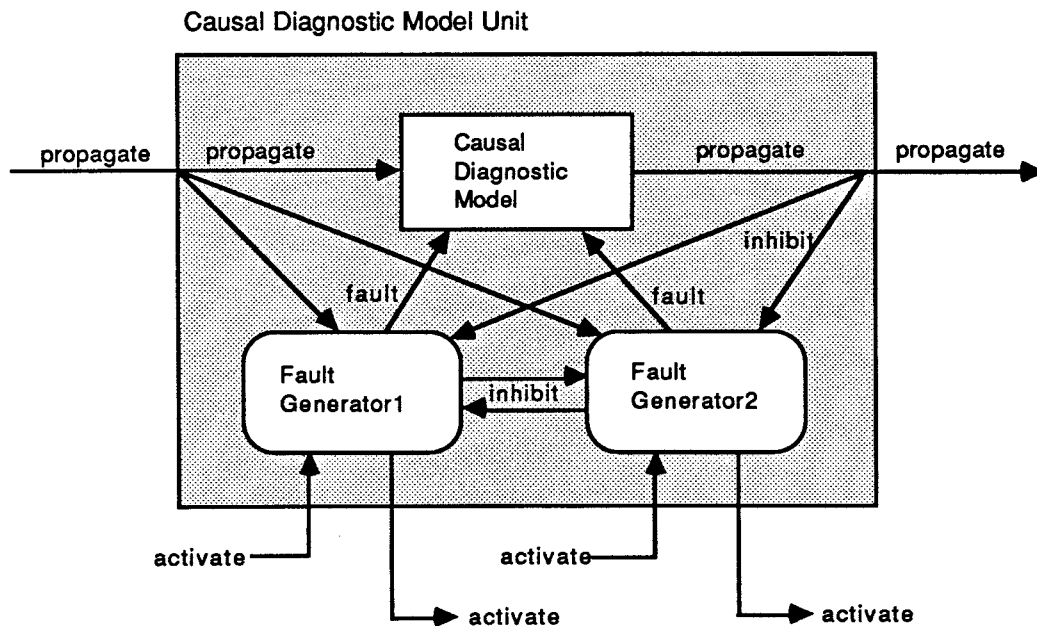 Causal Diagnostic Model Unit
propagate
propagate
Causal
Diagnostic
Model
propagate
propagate
inhibit
fault
fault
Fault
Generator1
inhibit
Fault
Generator2
activate
activate
activate
activate